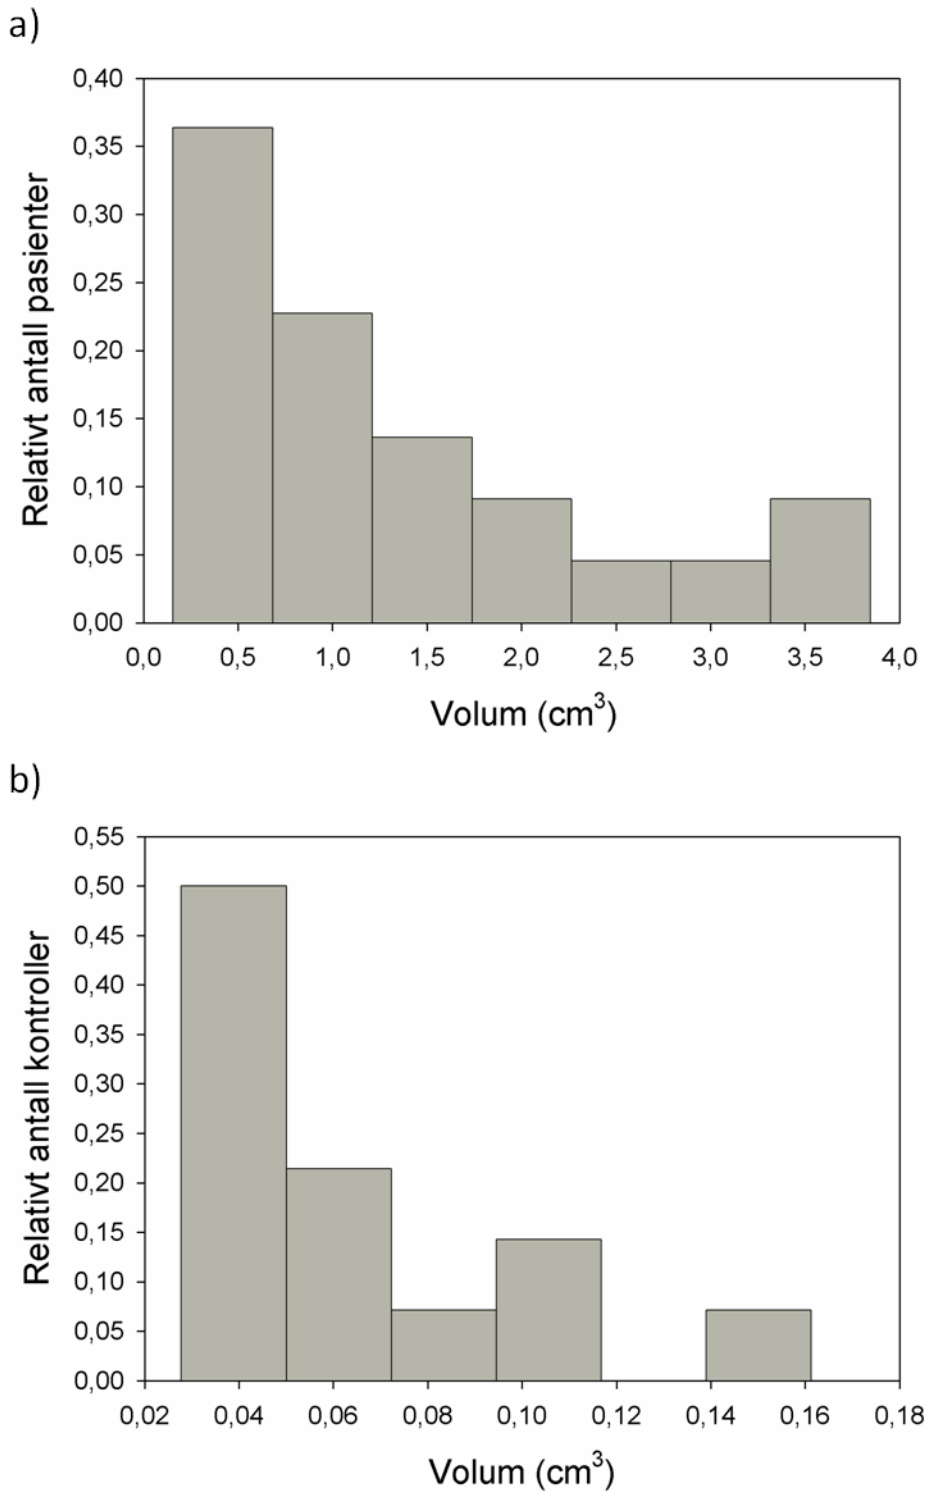 a)
Relativt antall pasienter
0,40
0,35
0,30
0,25
0,20
0,15
0,10
0,05
0,00
0,0 0,5 1,0 1,5 2,0 2,5 3,0 3,5 4,0
Volum (cm³)
b)
Relativt antall kontroller
0,55
0,50
0,45
0,40
0,35
0,30
0,25
0,20
0,15
0,10
0,05
0,00
0,02 0,04 0,06 0,08 0,10 0,12 0,14 0,16 0,18
Volum (cm³)